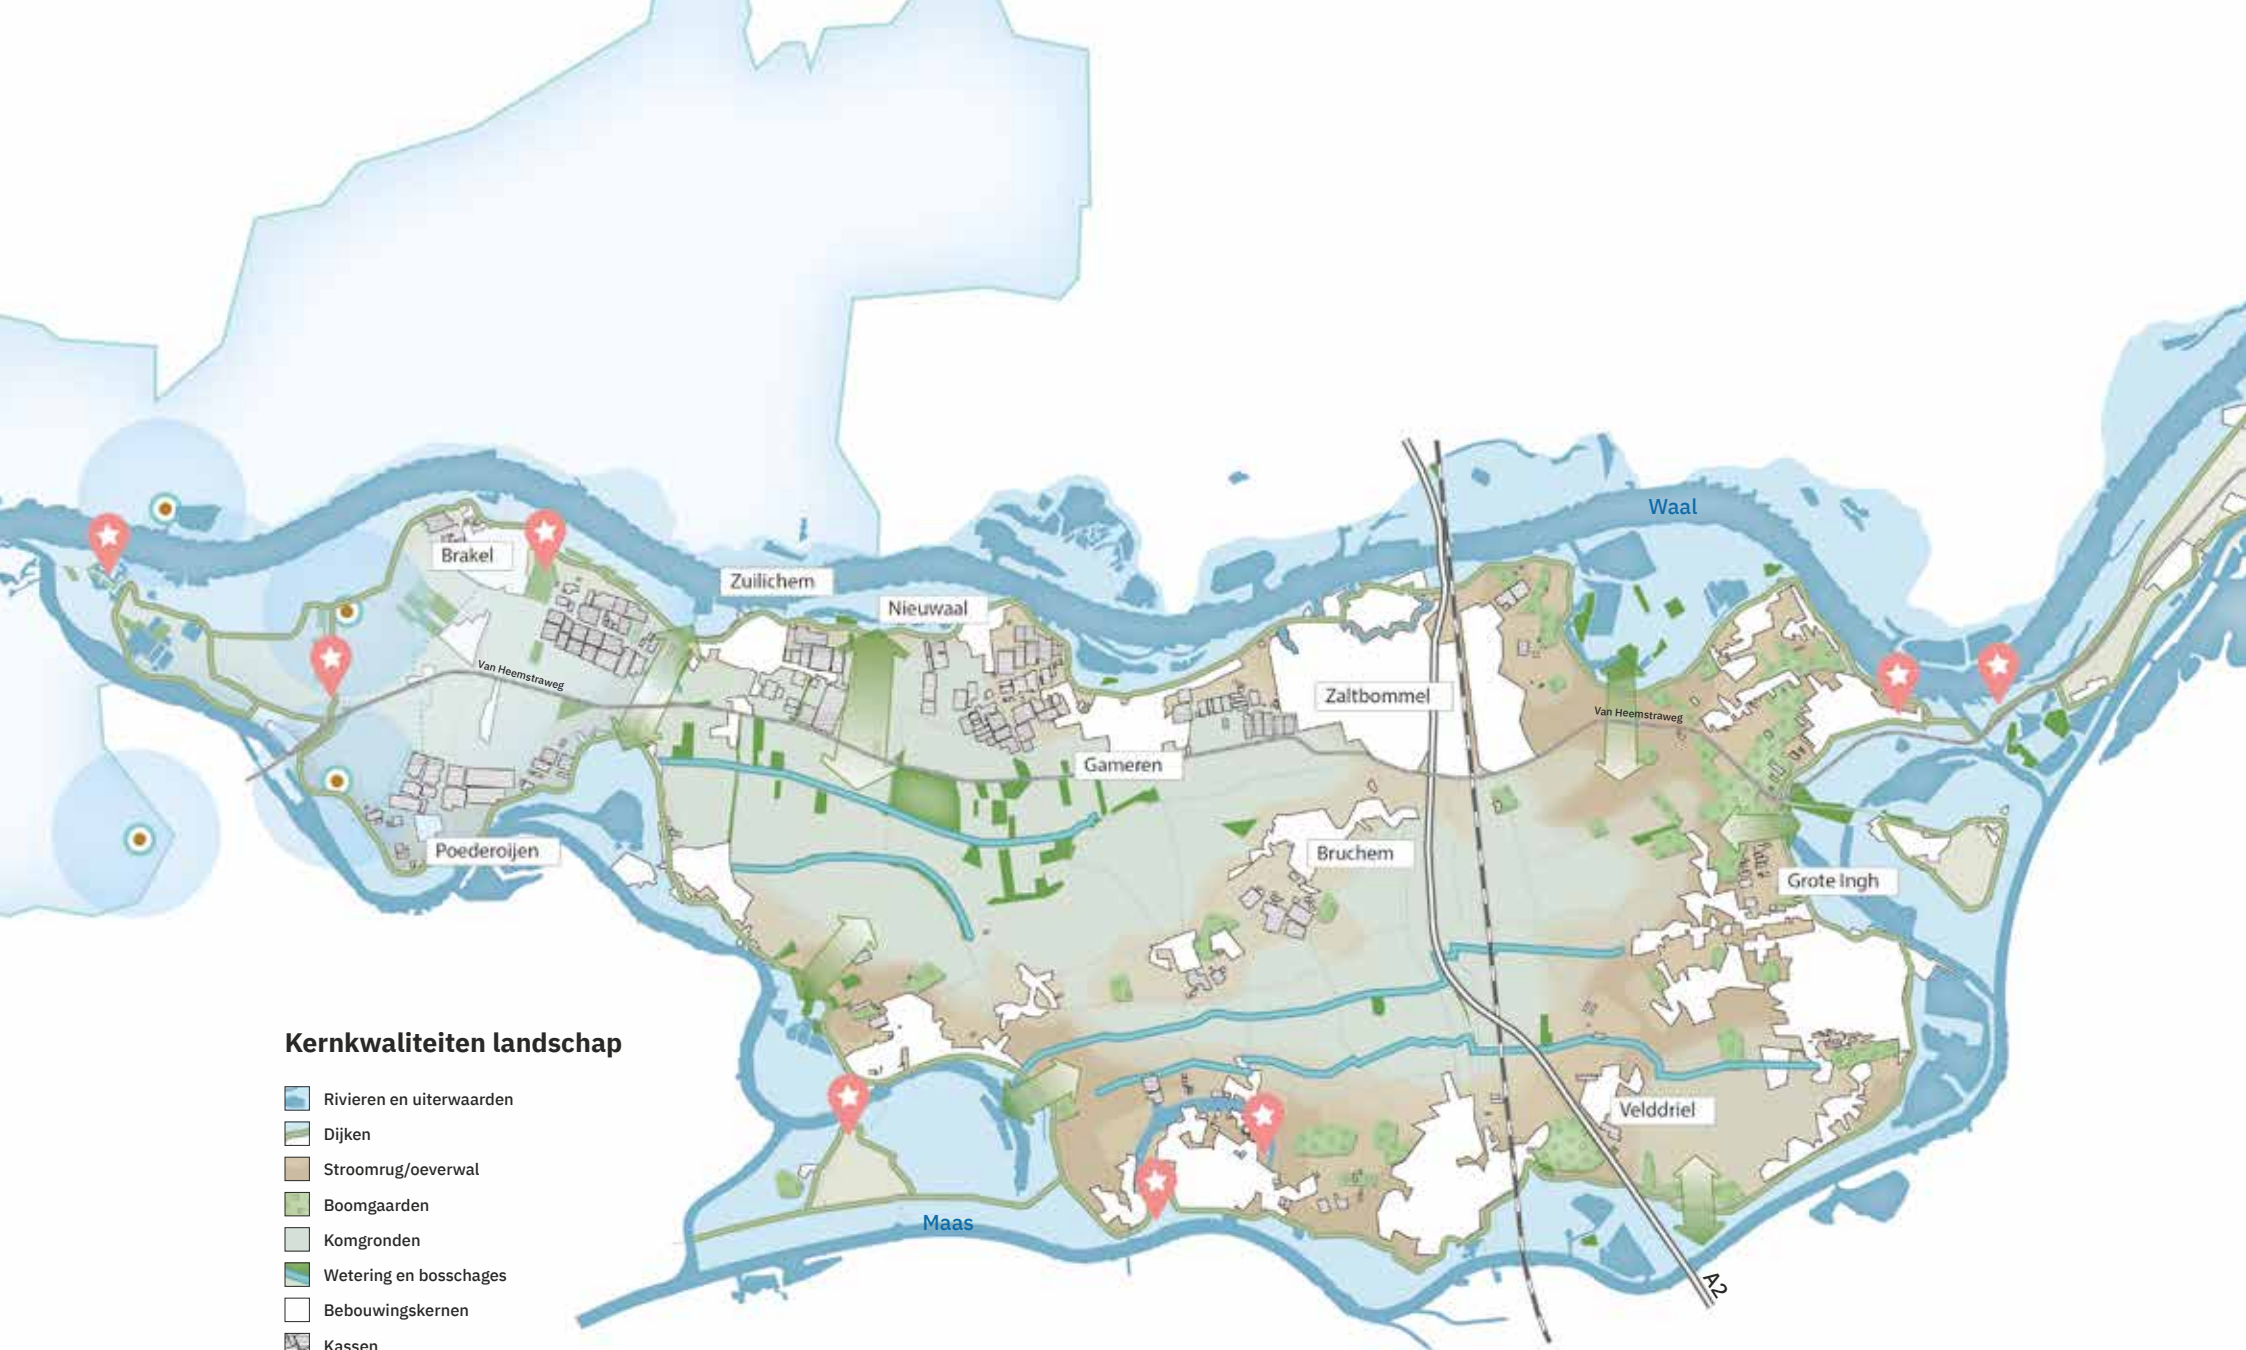 Waal
Brakel
Zuilichem
Nieuwaal
Van Heemstraweg
Zaltbommel
Van Heemstraweg
Gameren
Poederoijen
Bruchem
Grote Ingh
Velddriel
Maas
A2
Kernkwaliteiten landschap
Rivieren en uiterwaarden
Dijken
Stroomrug/oeverwal
Boomgaarden
Komgronden
Wetering en bosschages
Bebouwingskernen
Kassen